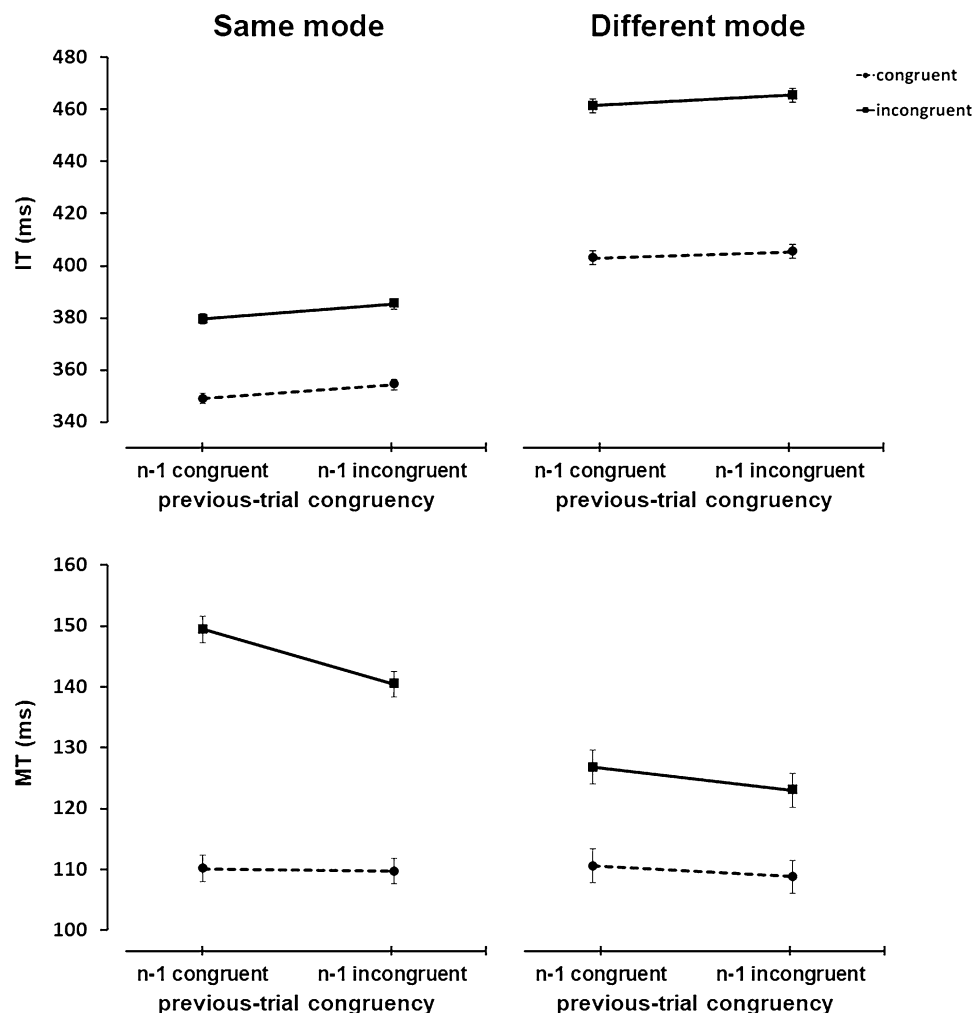 Same mode
Different mode
480
460
440
420
400
380
360
340
IT (ms)
congruent
incongruent
n-1 congruent
n-1 incongruent
previous-trial congruency
n-1 congruent
n-1 incongruent
previous-trial congruency
160
150
140
130
120
110
100
MT (ms)
n-1 congruent
n-1 incongruent
previous-trial congruency
n-1 congruent
n-1 incongruent
previous-trial congruency